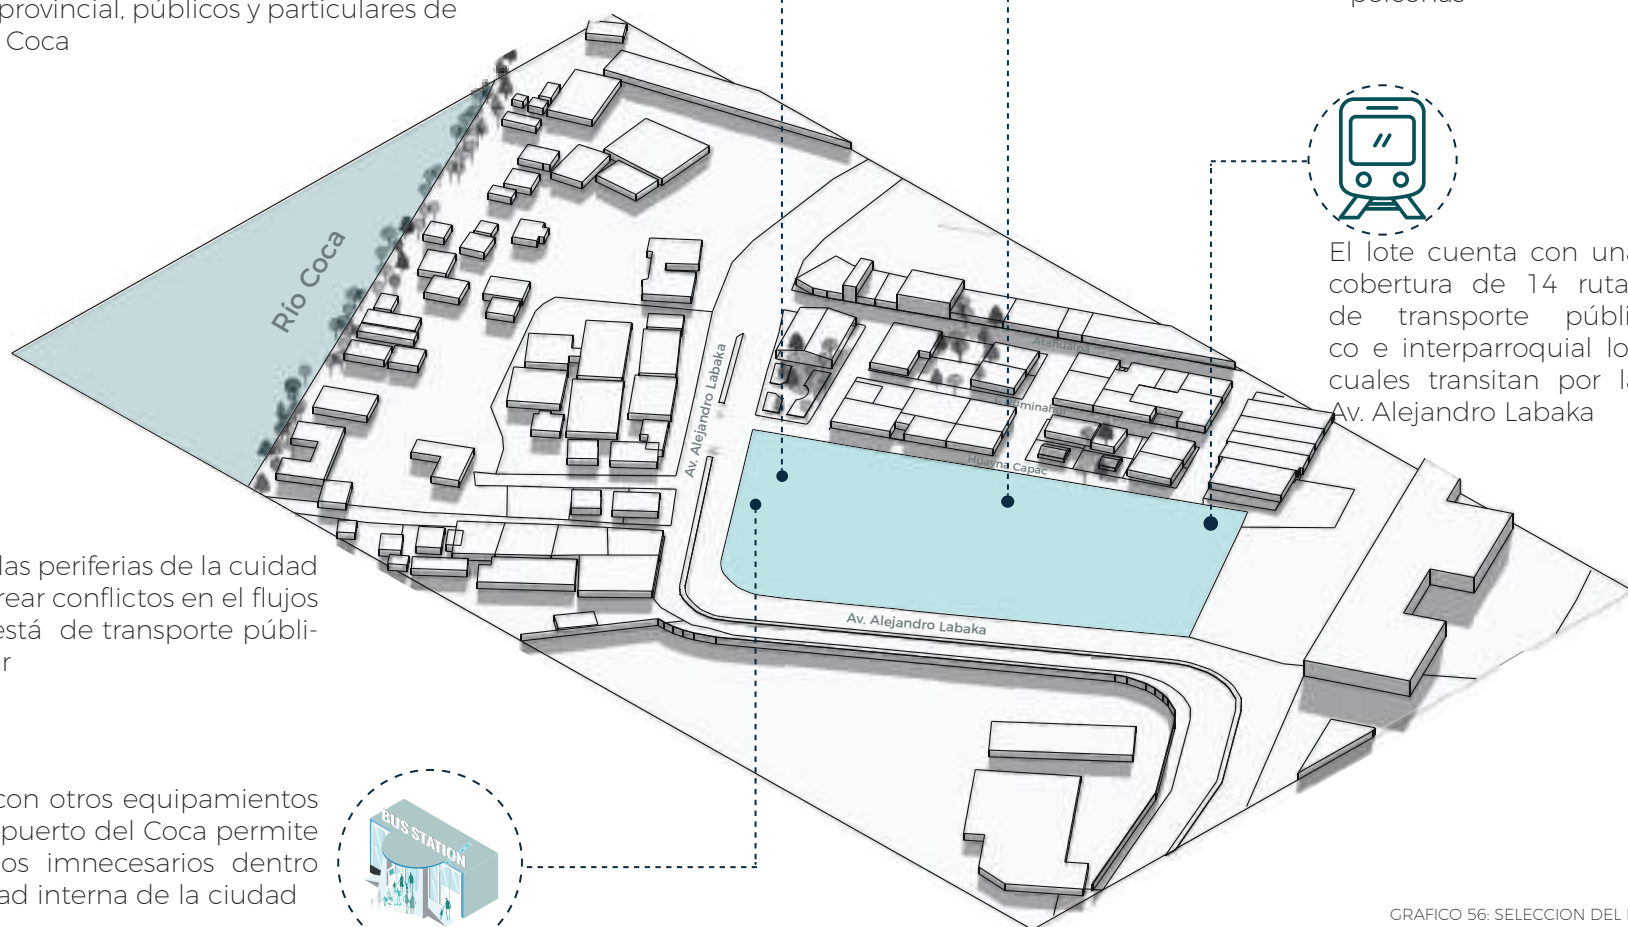 provincial, públicos y particulares de
Coca
Río Coca
El lote cuenta con una
cobertura de 14 ruta
de transporte públi
co e interparroquial lo
cuales transitan por la
Av. Alejandro Labaka
Atahualpa
Huayna Capac
Av. Alejandro Labaka
Av. Alejandro Labaka
las periferias de la cuidad
rear conflictos en el flujos
está de transporte públi-
r
con otros equipamientos
puerto del Coca permite
os imnecesarios dentro
ad interna de la ciudad
BUS STATION
GRAFICO 56: SELECCION DEL